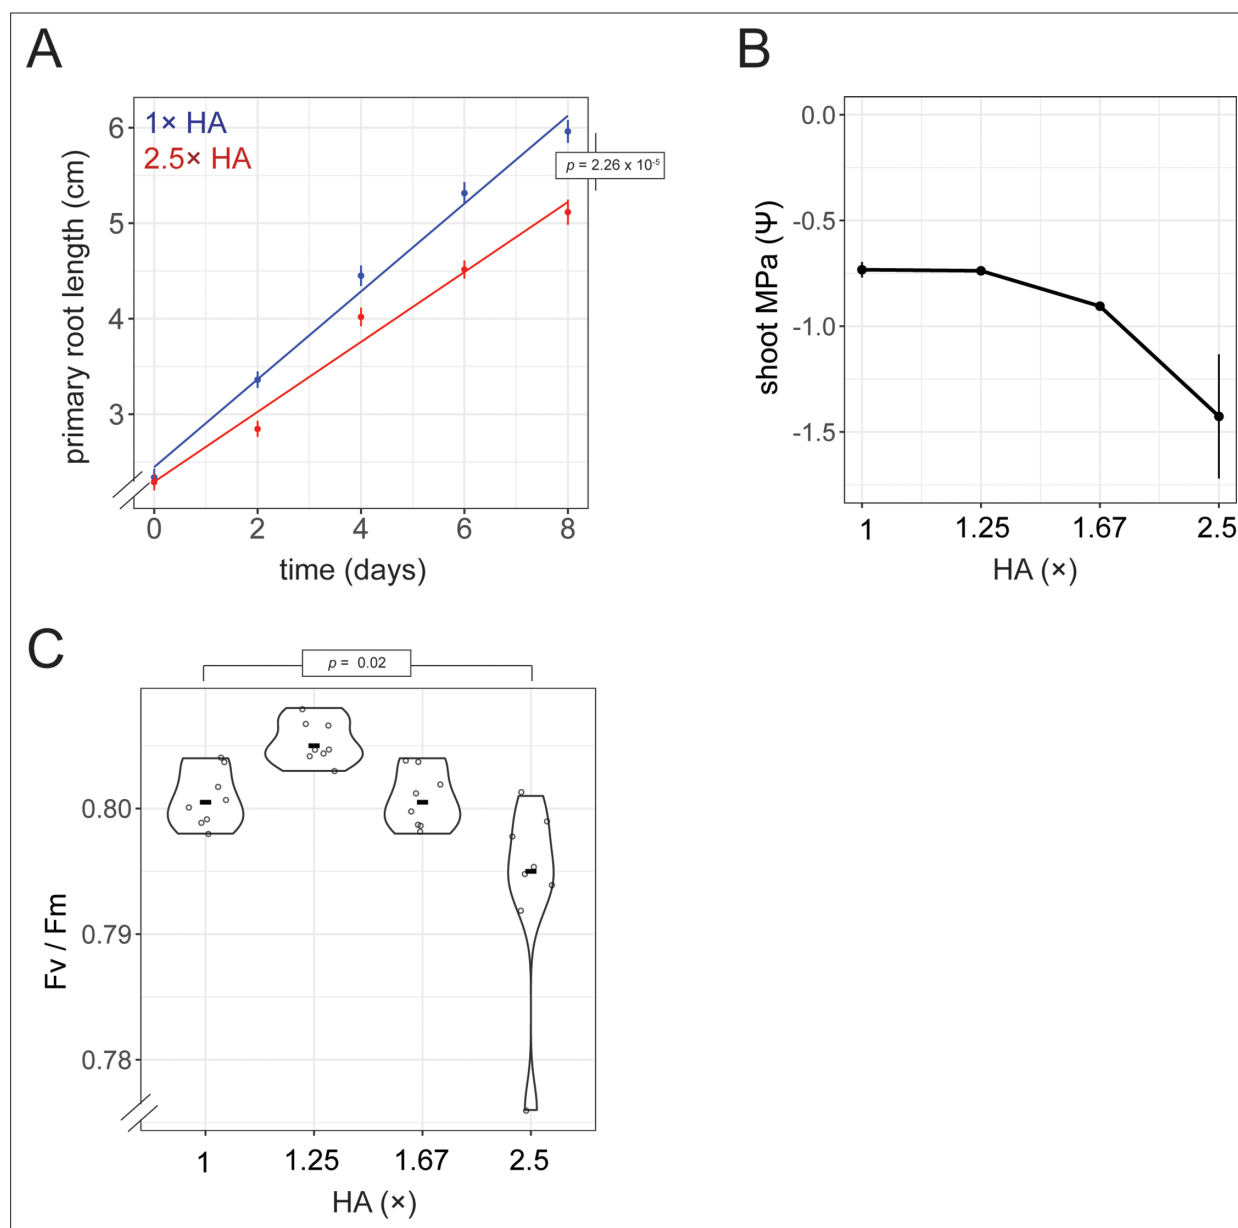 A
1× HA
2.5× HA
primary root length (cm)
6
5
4
3
0 2 4 6 8
time (days)
p = 2.26 x 10⁻⁵
B
shoot MPa (Ψ)
0.0
-0.5
-1.0
-1.5
1 1.25 1.67 2.5
HA (×)
C
p = 0.02
Fv / Fm
0.80
0.79
0.78
1 1.25 1.67 2.5
HA (×)